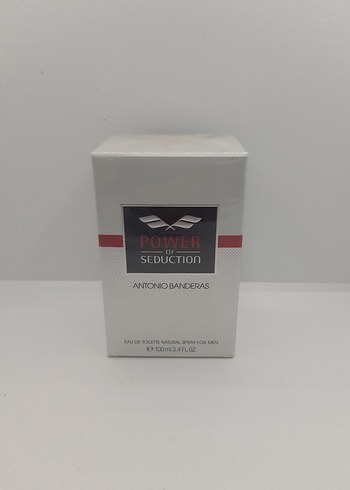 POWER
OF
SEDUCTION
ANTONIO BANDERAS
EAU DE TOILETTE NATURAL SPRAY FOR MEN
℮ 100 ml 3.4 FL.OZ.